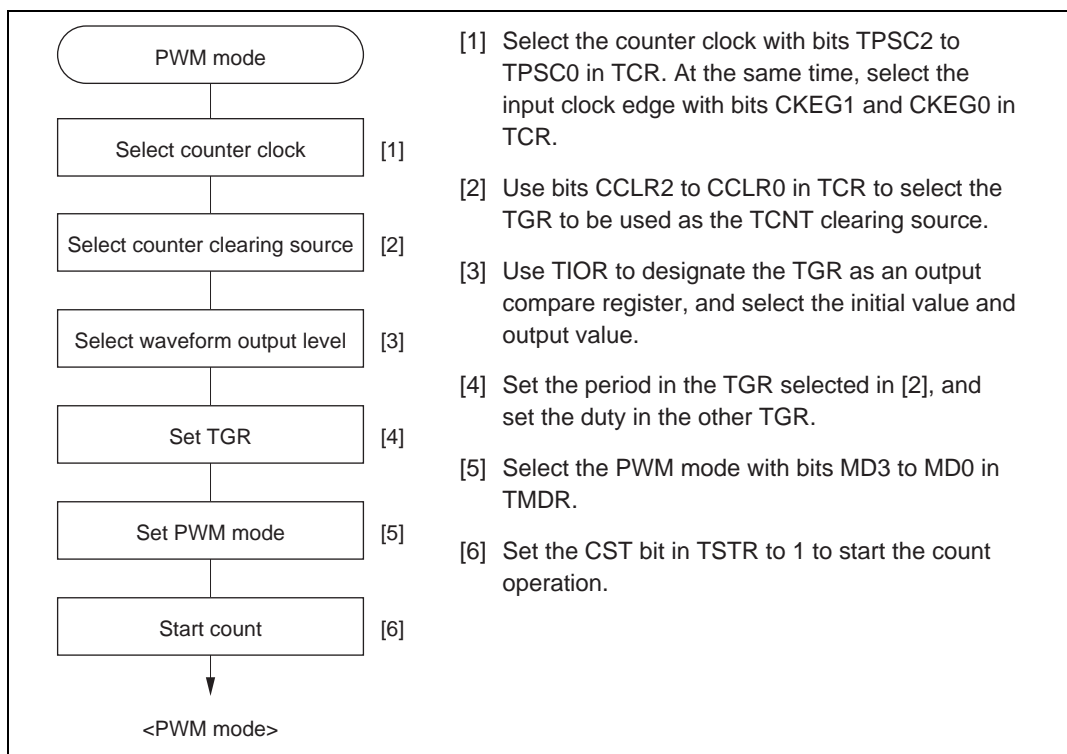 PWM mode
Select counter clock [1]
Select counter clearing source [2]
Select waveform output level [3]
Set TGR [4]
Set PWM mode [5]
Start count [6]
<PWM mode>
[1] Select the counter clock with bits TPSC2 to
TPSC0 in TCR. At the same time, select the
input clock edge with bits CKEG1 and CKEG0 in
TCR.
[2] Use bits CCLR2 to CCLR0 in TCR to select the
TGR to be used as the TCNT clearing source.
[3] Use TIOR to designate the TGR as an output
compare register, and select the initial value and
output value.
[4] Set the period in the TGR selected in [2], and
set the duty in the other TGR.
[5] Select the PWM mode with bits MD3 to MD0 in
TMDR.
[6] Set the CST bit in TSTR to 1 to start the count
operation.